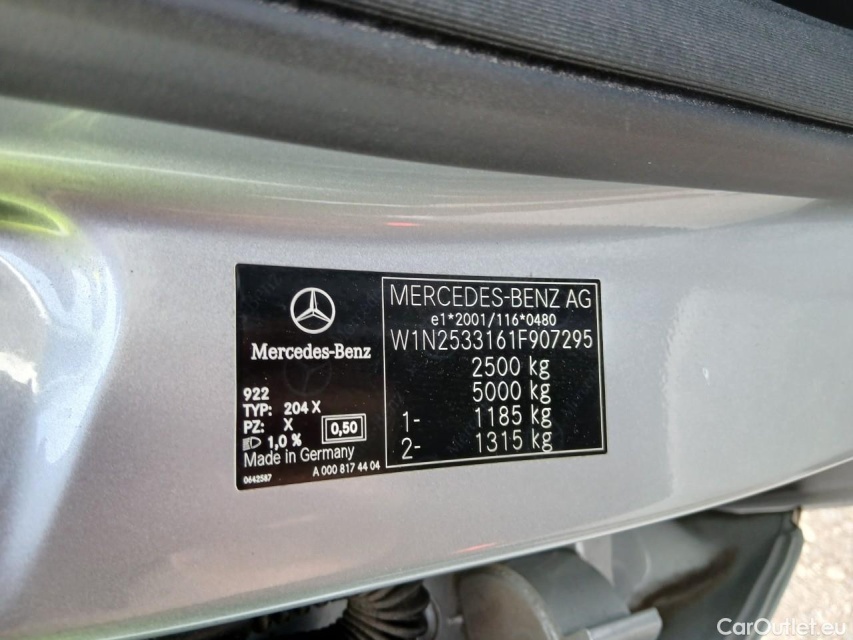 Mercedes-Benz
922
TYP: 204 X
PZ: X
1,0 %
0,50
Made in Germany
0642587
A 000 817 44 04
MERCEDES-BENZ AG
e1*2001/116*0480
W1N2533161F907295
2500 kg
5000 kg
1- 1185 kg
2- 1315 kg
CarOutlet.eu